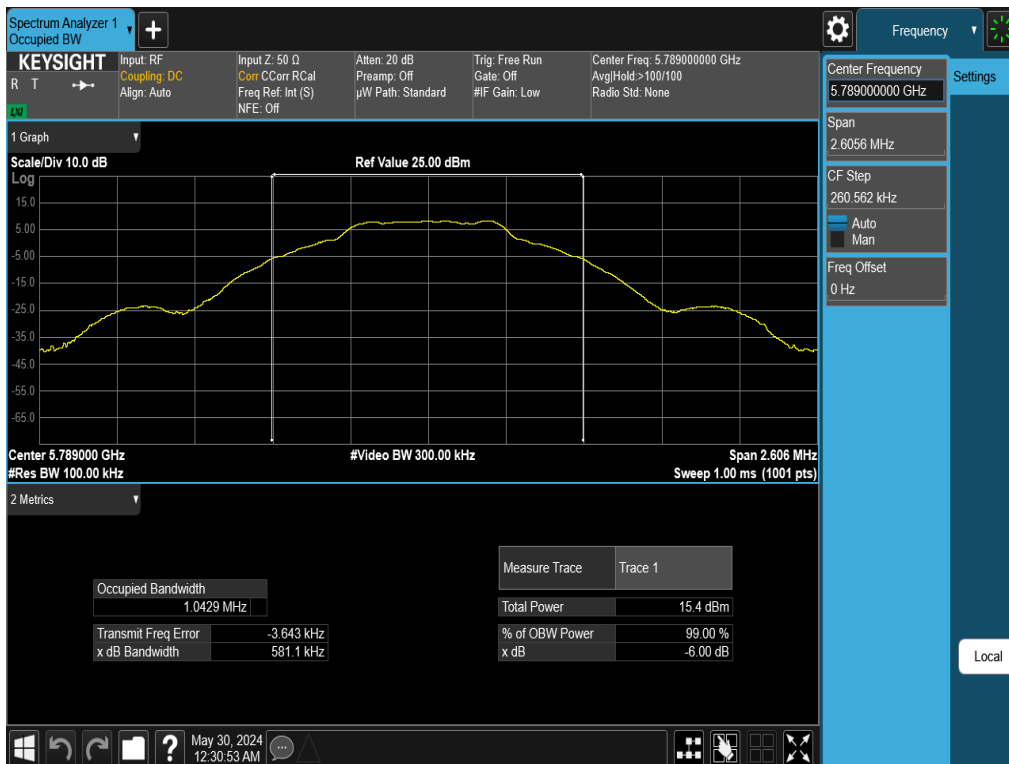 Spectrum Analyzer 1
Occupied BW
+
Frequency
KEYSIGHT
R T
LXI
Input: RF
Coupling: DC
Align: Auto
Input Z: 50 Ω
Corr CCorr RCal
Freq Ref: Int (S)
NFE: Off
Atten: 20 dB
Preamp: Off
µW Path: Standard
Trig: Free Run
Gate: Off
#IF Gain: Low
Center Freq: 5.789000000 GHz
Avg|Hold:>100/100
Radio Std: None
Center Frequency
5.789000000 GHz
Settings
Span
2.6056 MHz
CF Step
260.562 kHz
Auto
Man
Freq Offset
0 Hz
1 Graph
Scale/Div 10.0 dB
Ref Value 25.00 dBm
Log
15.0
5.00
-5.00
-15.0
-25.0
-35.0
-45.0
-55.0
-65.0
Center 5.789000 GHz
#Video BW 300.00 kHz
Span 2.606 MHz
#Res BW 100.00 kHz
Sweep 1.00 ms (1001 pts)
2 Metrics
Measure Trace
Trace 1
Occupied Bandwidth
1.0429 MHz
Total Power
15.4 dBm
Transmit Freq Error
-3.643 kHz
% of OBW Power
99.00 %
x dB Bandwidth
581.1 kHz
x dB
-6.00 dB
Local
?
May 30, 2024
12:30:53 AM